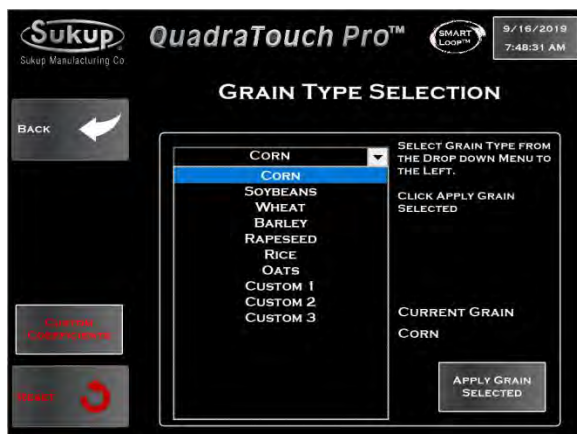 Sukup
Sukup Manufacturing Co
QuadraTouch Pro™
SMART
LOOP™
9/16/2019
7:48:31 AM
GRAIN TYPE SELECTION
BACK
CORN
CORN
SOYBEANS
WHEAT
BARLEY
RAPESEED
RICE
OATS
CUSTOM 1
CUSTOM 2
CUSTOM 3
SELECT GRAIN TYPE FROM
THE DROP DOWN MENU TO
THE LEFT.
CLICK APPLY GRAIN
SELECTED
CURRENT GRAIN
CORN
CUSTOM
COEFFICIENTS
RESET
APPLY GRAIN
SELECTED